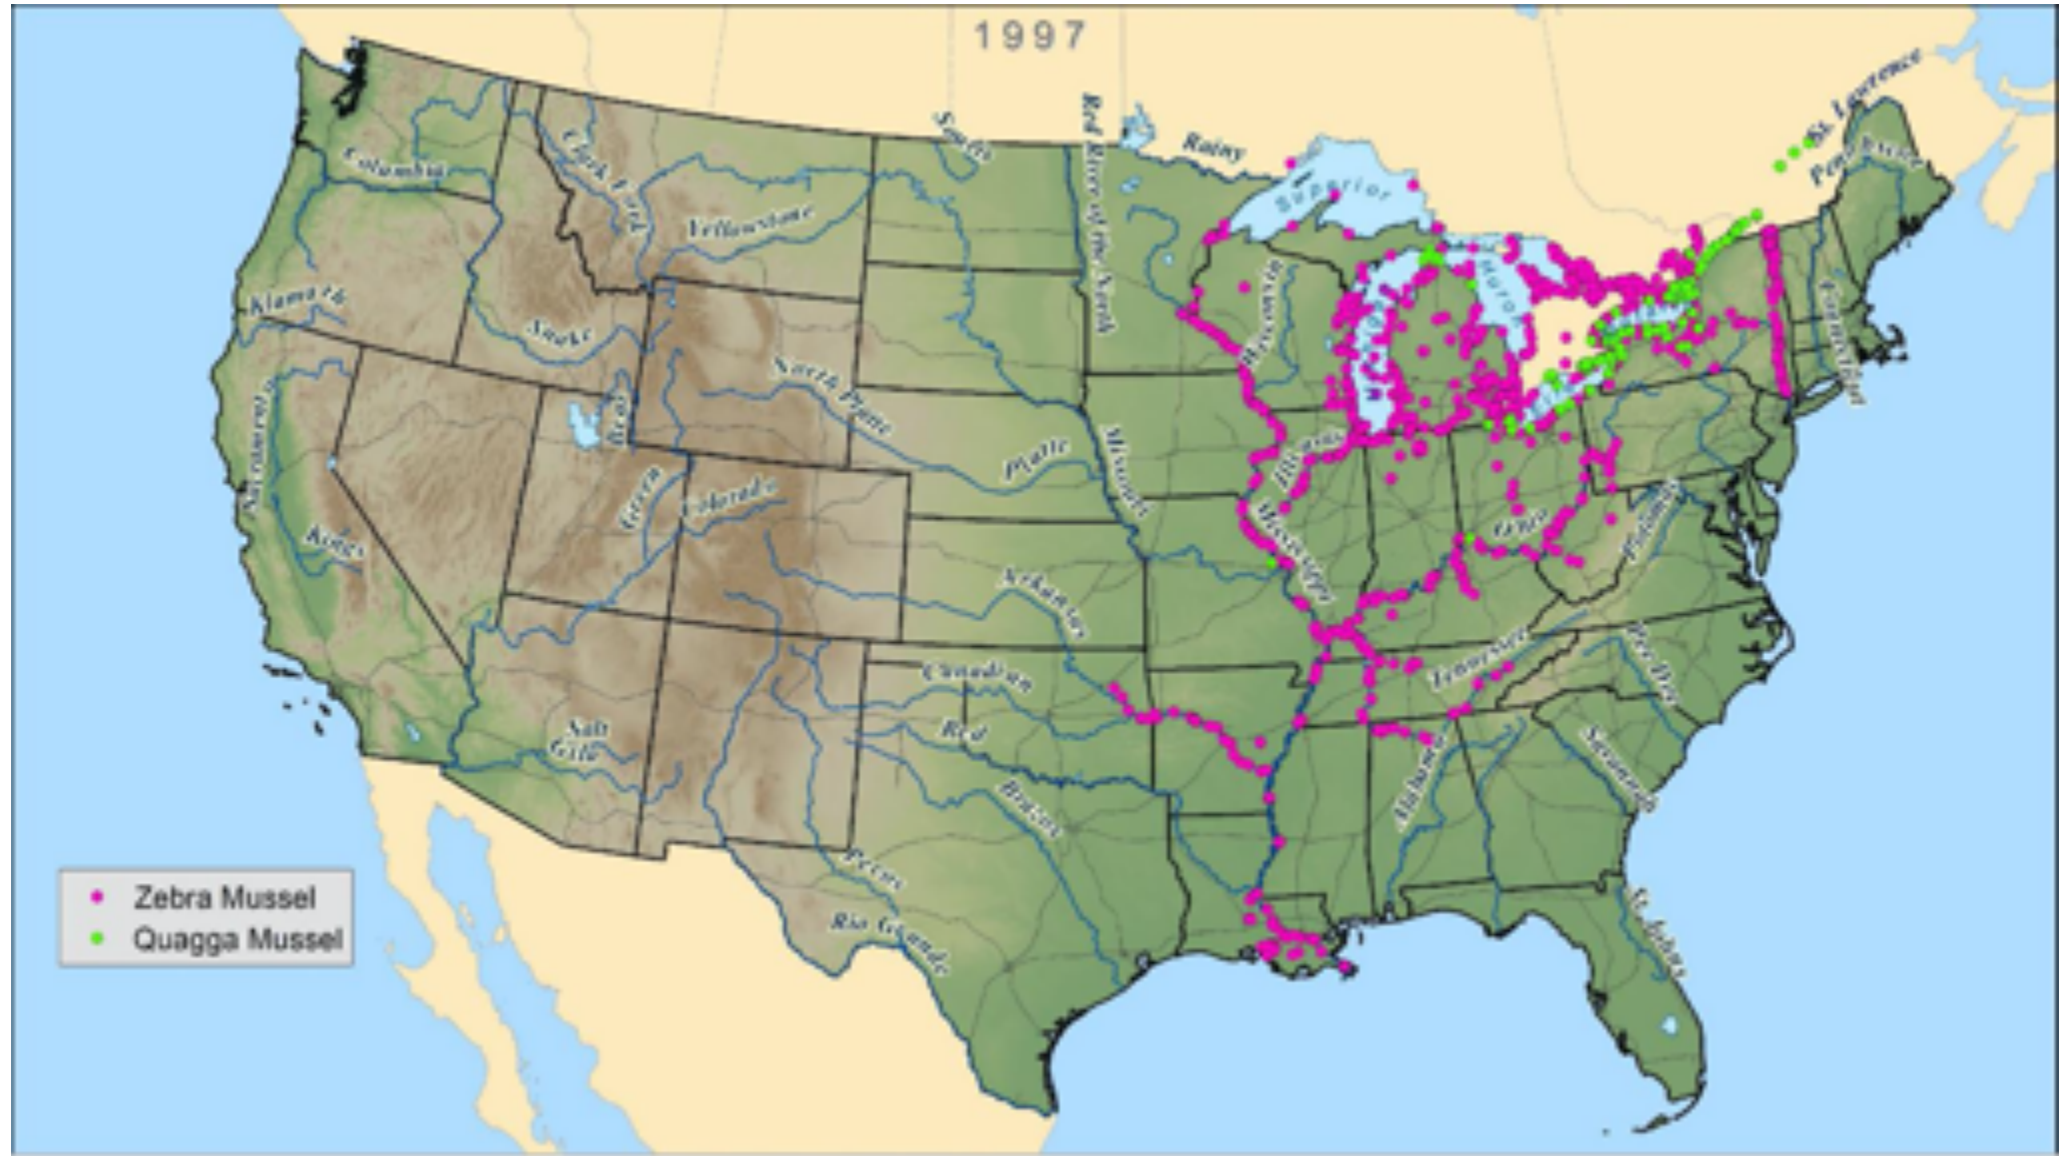 1997
St. Lawrence
Penobscot
Souris
Red River of the North
Rainy
Superior
Columbia
Clark Fork
Yellowstone
Huron
Klamath
Snake
Wisconsin
North Platte
Sacramento
Bear
Illinois
Platte
Missouri
Green
Colorado
Mississippi
Ohio
Potomac
Kings
Arkansas
Tennessee
Pee Dee
Canadian
Salt
Gila
Red
Savannah
Alabama
Brazos
Pecos
Rio Grande
St. Johns
Zebra Mussel
Quagga Mussel